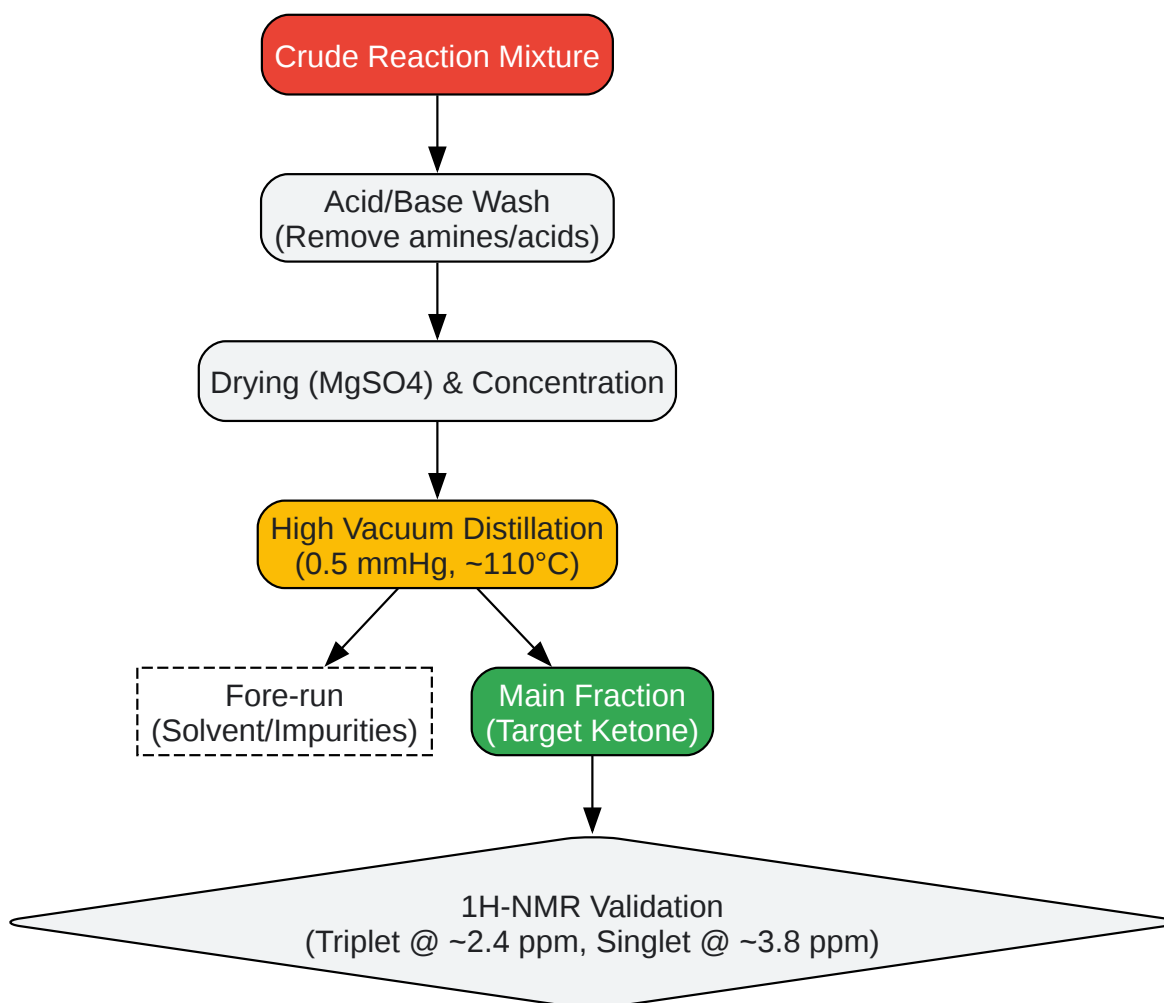 Crude Reaction Mixture
Acid/Base Wash
(Remove amines/acids)
Drying (MgSO4) & Concentration
High Vacuum Distillation
(0.5 mmHg, ~110°C)
Fore-run
(Solvent/Impurities)
Main Fraction
(Target Ketone)
1H-NMR Validation
(Triplet @ ~2.4 ppm, Singlet @ ~3.8 ppm)